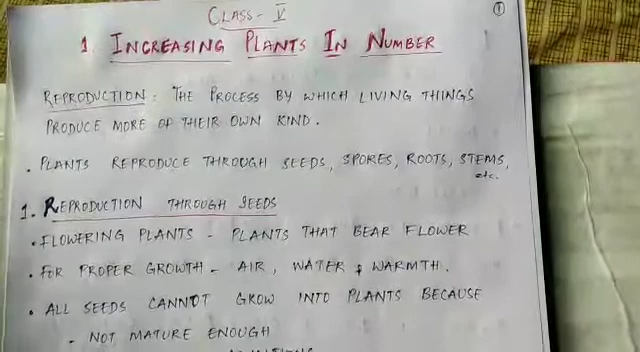 CLASS - V
①
1. INCREASING PLANTS IN NUMBER
REPRODUCTION : THE PROCESS BY WHICH LIVING THINGS
PRODUCE MORE OF THEIR OWN KIND.
. PLANTS REPRODUCE THROUGH SEEDS, SPORES, ROOTS, STEMS,
etc.
1. REPRODUCTION THROUGH SEEDS
. FLOWERING PLANTS - PLANTS THAT BEAR FLOWER
. FOR PROPER GROWTH - AIR, WATER & WARMTH.
. ALL SEEDS CANNOT GROW INTO PLANTS BECAUSE
- NOT MATURE ENOUGH